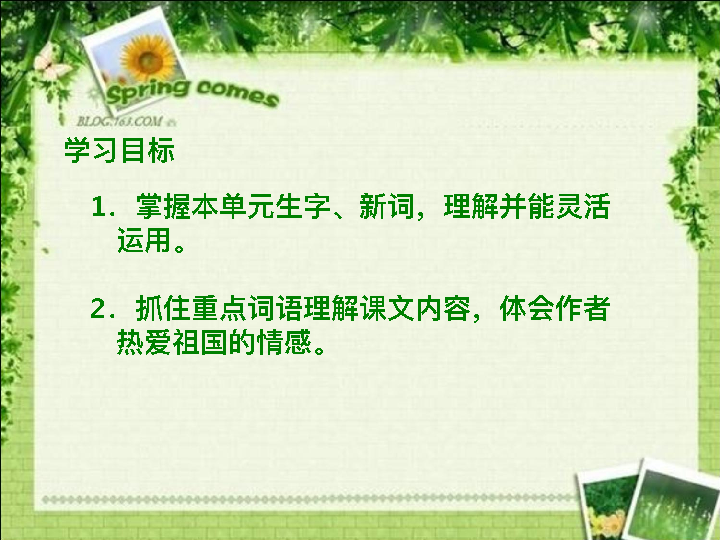 Spring comes
BLOG.163.COM
学习目标
1．掌握本单元生字、新词，理解并能灵活
运用。
2．抓住重点词语理解课文内容，体会作者
热爱祖国的情感。